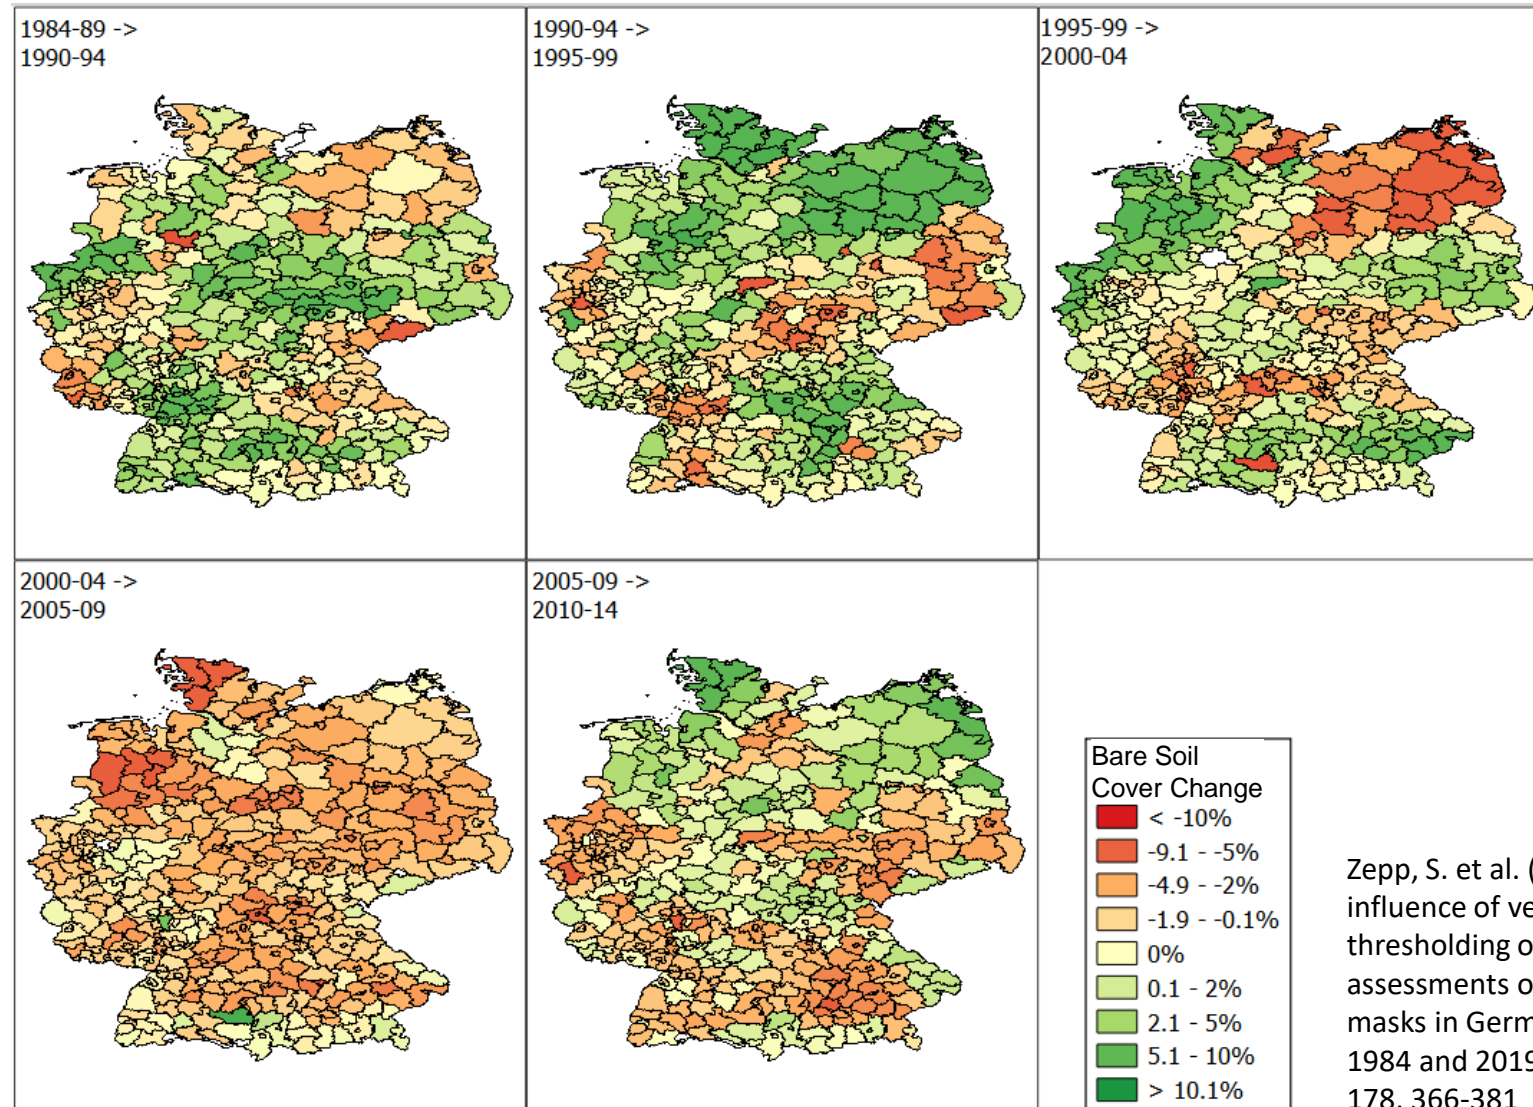 1984-89 ->
1990-94
1990-94 ->
1995-99
1995-99 ->
2000-04
2000-04 ->
2005-09
2005-09 ->
2010-14
Bare Soil
Cover Change
< -10%
-9.1 - -5%
-4.9 - -2%
-1.9 - -0.1%
0%
0.1 - 2%
2.1 - 5%
5.1 - 10%
> 10.1%
Zepp, S. et al. (
influence of ve
thresholding o
assessments o
masks in Germ
1984 and 2019
178, 366-381